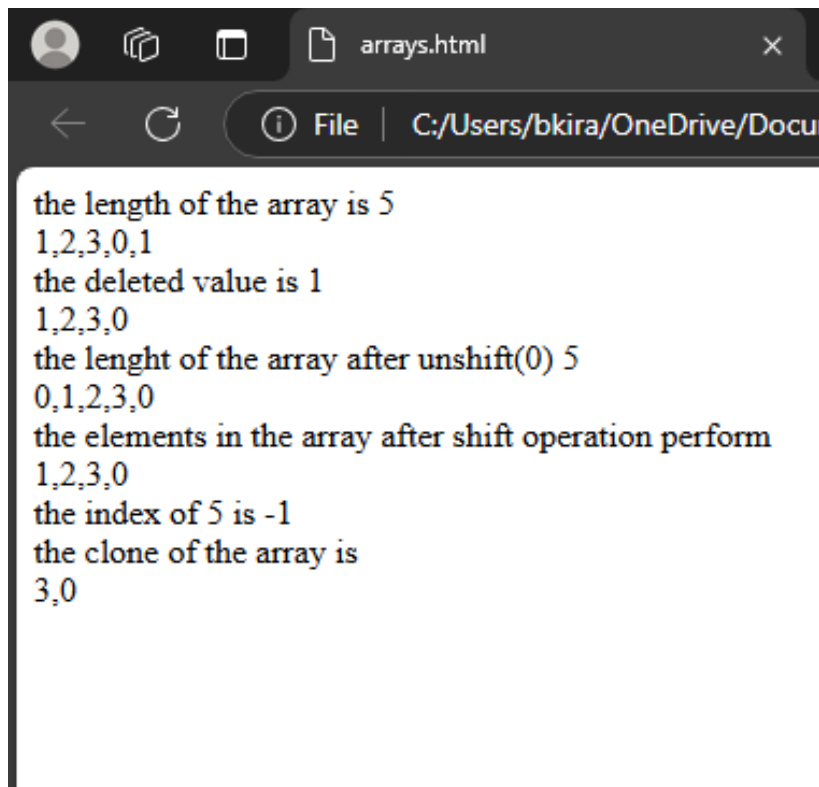 arrays.html
File | C:/Users/bkira/OneDrive/Docu
the length of the array is 5
1,2,3,0,1
the deleted value is 1
1,2,3,0
the lenght of the array after unshift(0) 5
0,1,2,3,0
the elements in the array after shift operation perform
1,2,3,0
the index of 5 is -1
the clone of the array is
3,0